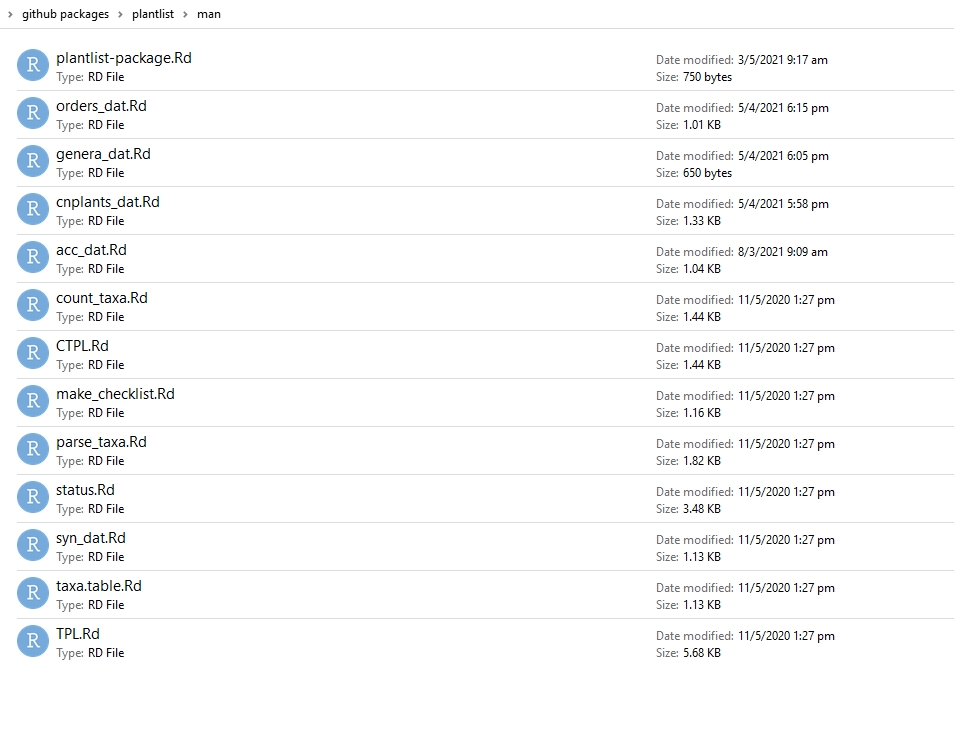 github packages > plantlist > man
R plantlist-package.Rd
Date modified: 3/5/2021 9:17 am
Type: RD File
Size: 750 bytes
R orders_dat.Rd
Date modified: 5/4/2021 6:15 pm
Type: RD File
Size: 1.01 KB
R genera_dat.Rd
Date modified: 5/4/2021 6:05 pm
Type: RD File
Size: 650 bytes
R cnplants_dat.Rd
Date modified: 5/4/2021 5:58 pm
Type: RD File
Size: 1.33 KB
R acc_dat.Rd
Date modified: 8/3/2021 9:09 am
Type: RD File
Size: 1.04 KB
R count_taxa.Rd
Date modified: 11/5/2020 1:27 pm
Type: RD File
Size: 1.44 KB
R CTPL.Rd
Date modified: 11/5/2020 1:27 pm
Type: RD File
Size: 1.44 KB
R make_checklist.Rd
Date modified: 11/5/2020 1:27 pm
Type: RD File
Size: 1.16 KB
R parse_taxa.Rd
Date modified: 11/5/2020 1:27 pm
Type: RD File
Size: 1.82 KB
R status.Rd
Date modified: 11/5/2020 1:27 pm
Type: RD File
Size: 3.48 KB
R syn_dat.Rd
Date modified: 11/5/2020 1:27 pm
Type: RD File
Size: 1.13 KB
R taxa.table.Rd
Date modified: 11/5/2020 1:27 pm
Type: RD File
Size: 1.13 KB
R TPL.Rd
Date modified: 11/5/2020 1:27 pm
Type: RD File
Size: 5.68 KB